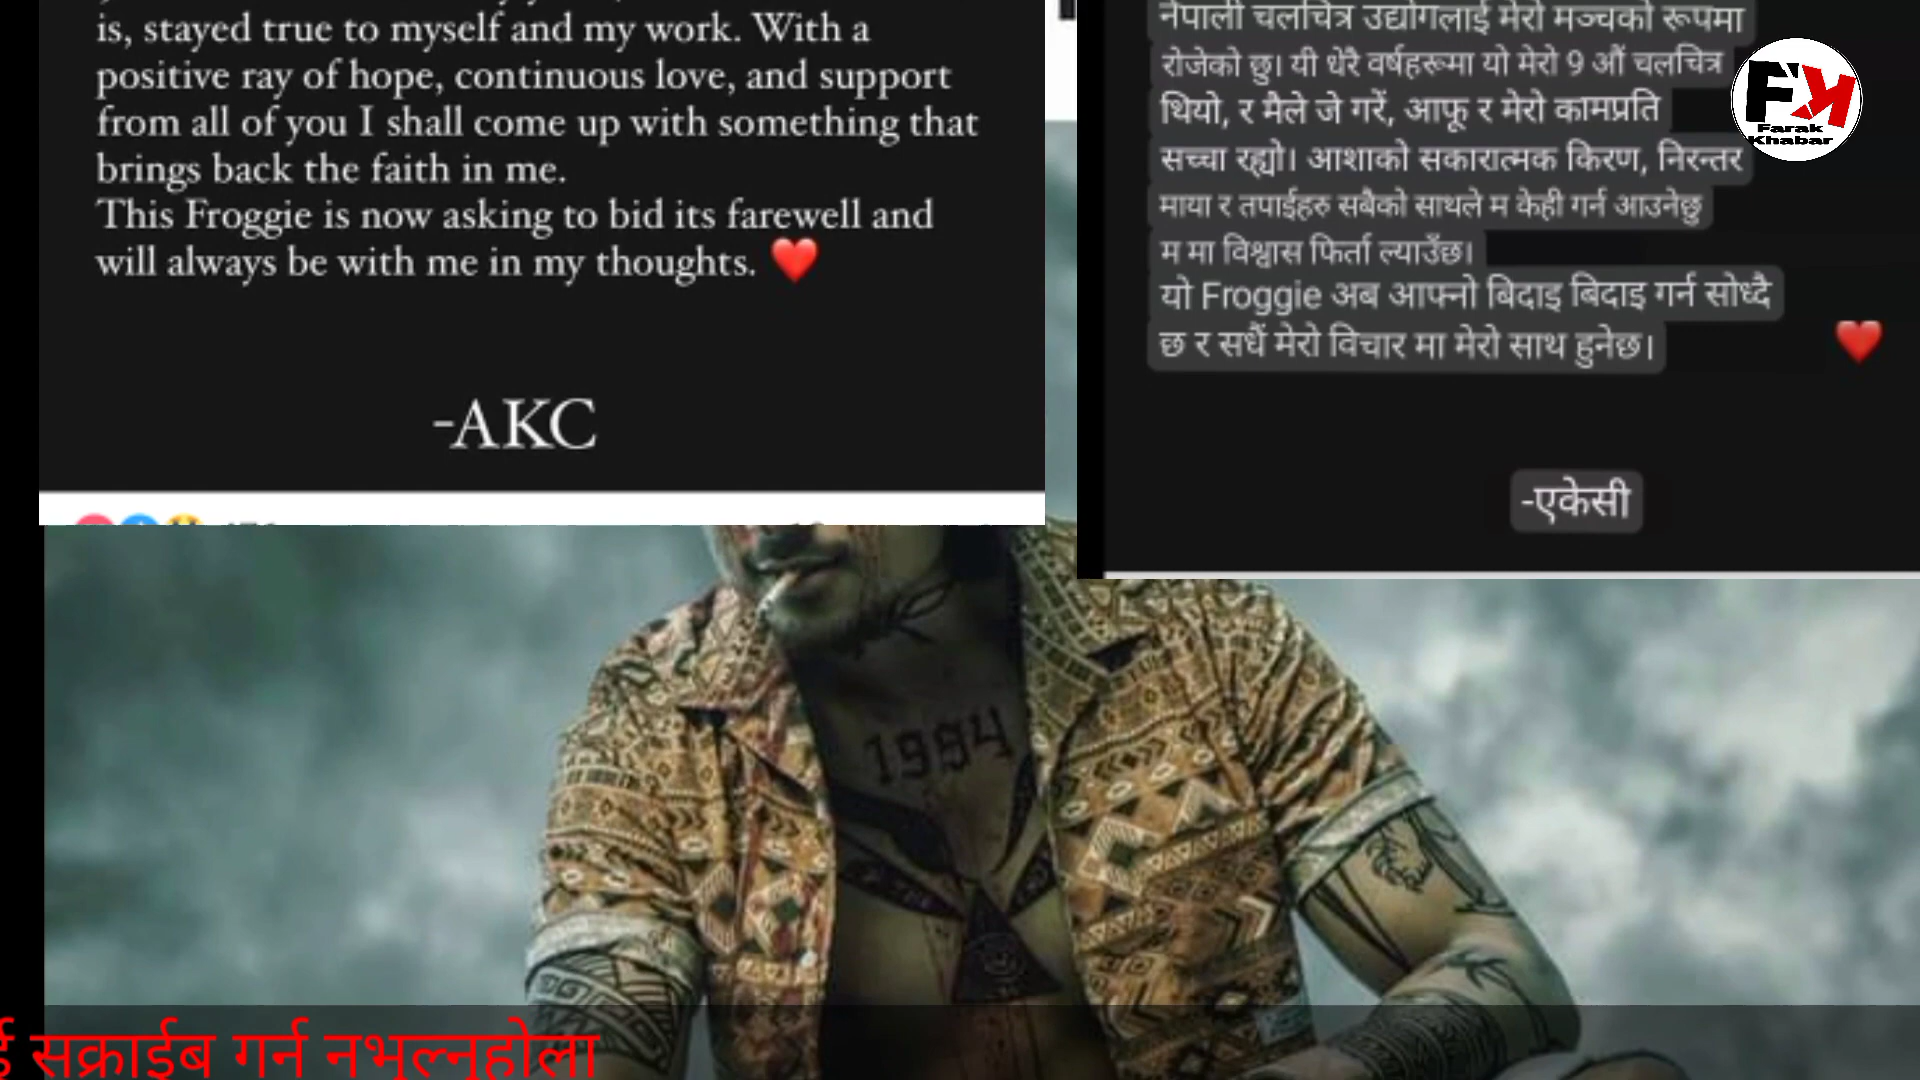 is, stayed true to myself and my work. With a
positive ray of hope, continuous love, and support
from all of you I shall come up with something that
brings back the faith in me.
This Froggie is now asking to bid its farewell and
will always be with me in my thoughts. ❤️
-AKC
नेपाली चलचित्र उद्योगलाई मेरो मञ्चको रूपमा
रोजेको छु। यी धेरै वर्षहरूमा यो मेरो 9 औं चलचित्र
थियो, र मैले जे गरें, आफू र मेरो कामप्रति
सच्चा रह्यो। आशाको सकारात्मक किरण, निरन्तर
माया र तपाईहरु सबैको साथले म केही गर्न आउनेछु
म मा विश्वास फिर्ता ल्याउँछ।
यो Froggie अब आफ्नो बिदाइ बिदाइ गर्न सोध्दै
छ र सधैं मेरो विचार मा मेरो साथ हुनेछ। ❤️
-एकेसी
FK
Farak
Khabar
1994
ई सक्राईब गर्न नभुल्नुहोला